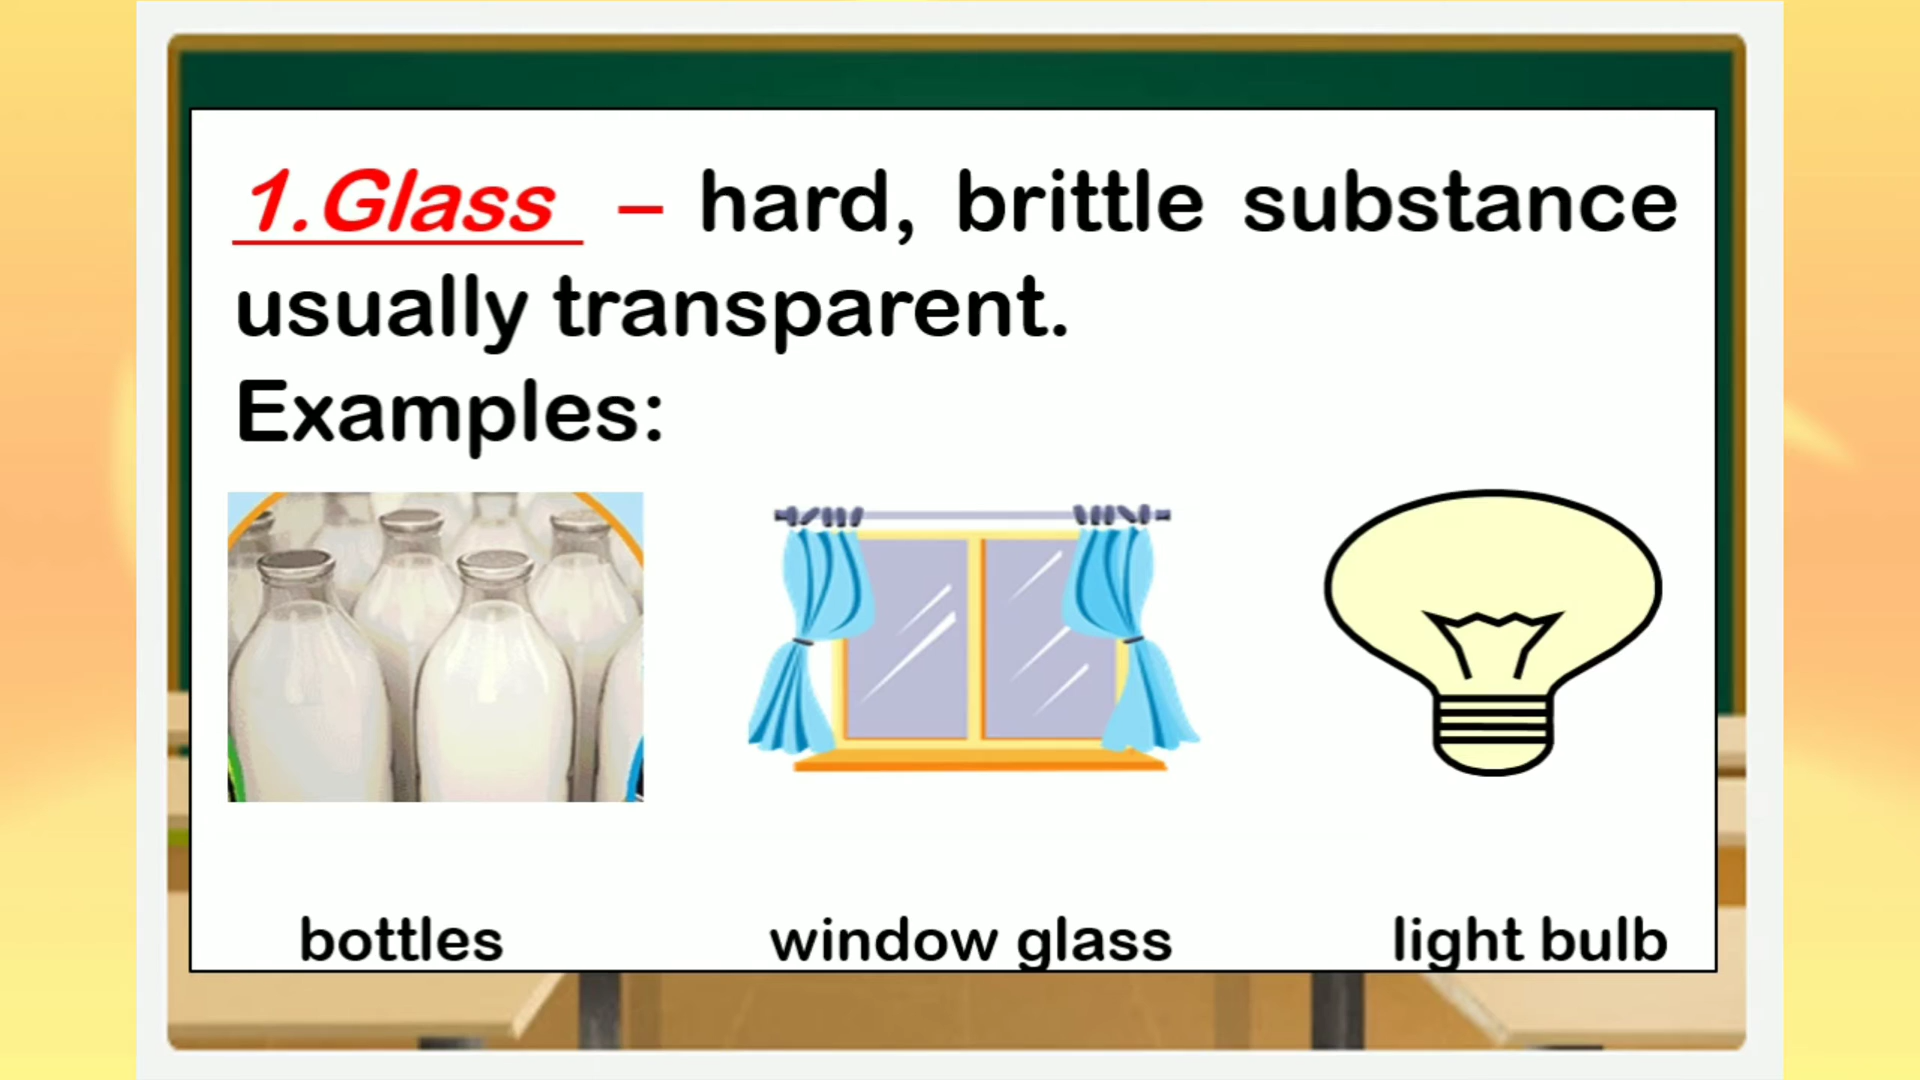 1.Glass – hard, brittle substance
usually transparent.
Examples:
bottles window glass light bulb